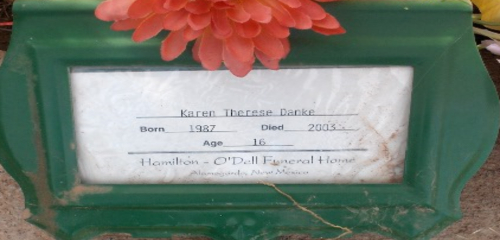 Karen Therese Danke
Born 1987 Died 2003
Age 16
Hamilton - O'Dell Funeral Home
Alamogordo, New Mexico